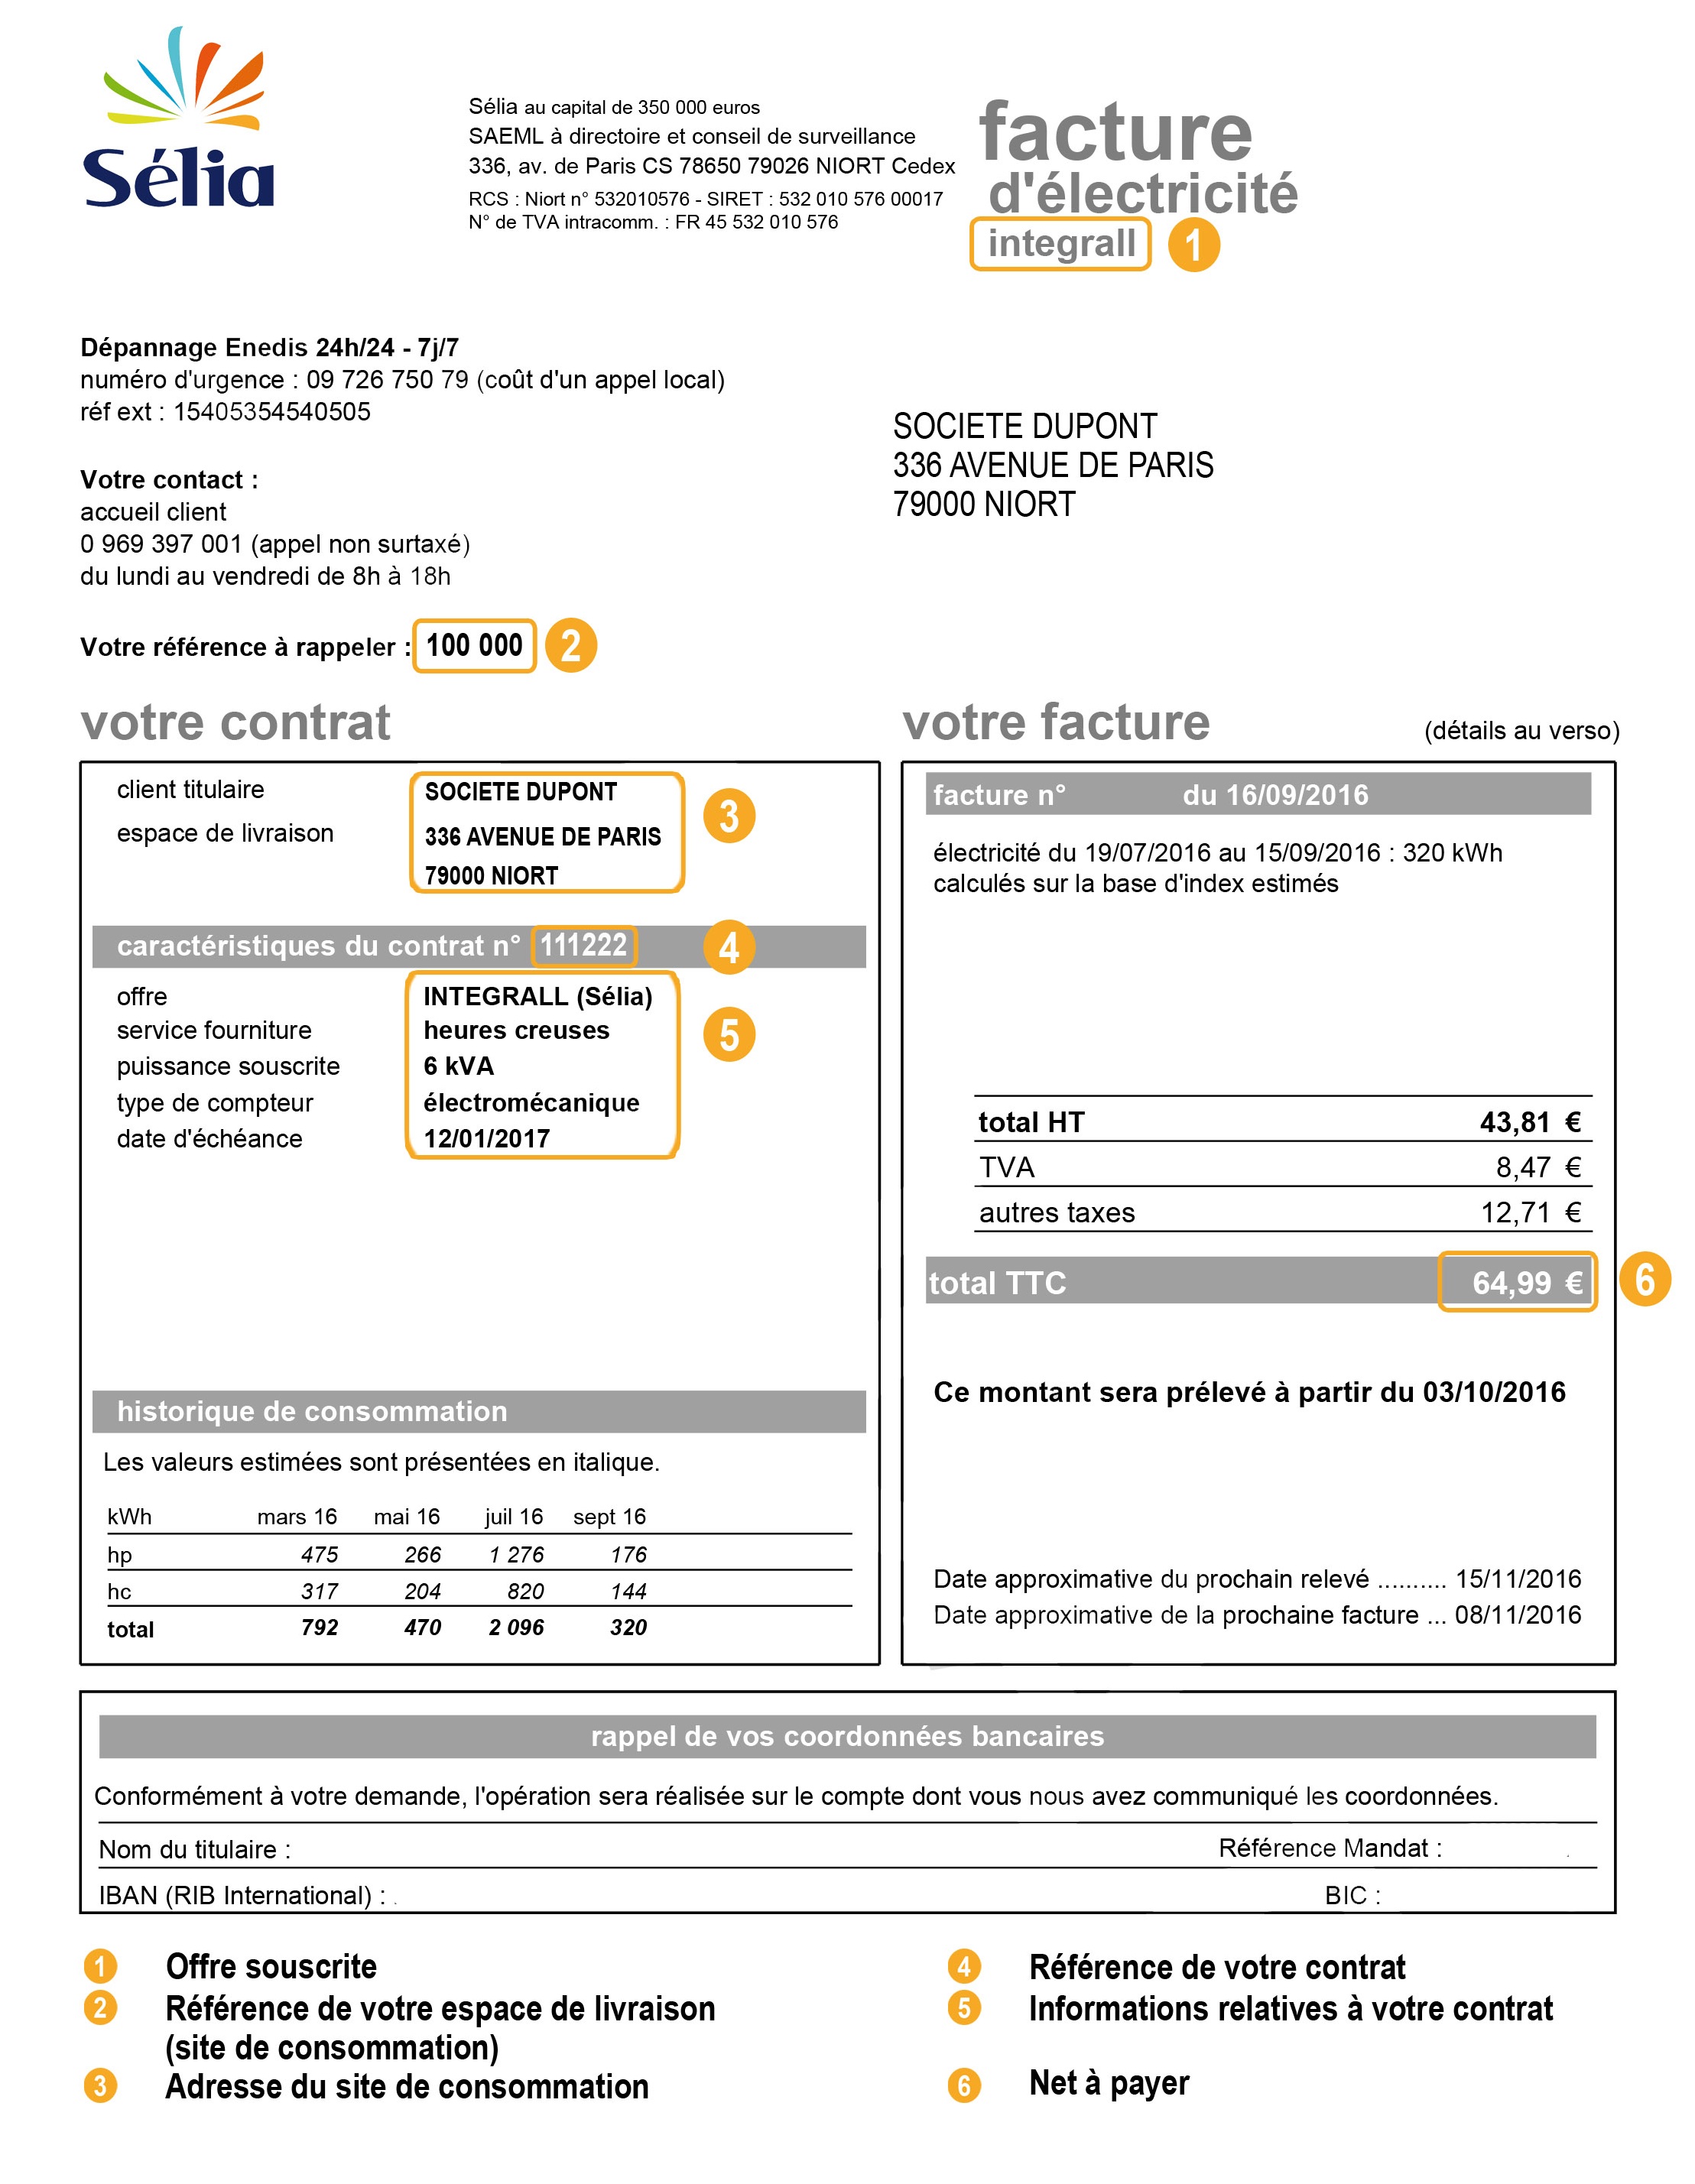 Sélia
Sélia au capital de 350 000 euros
SAEML à directoire et conseil de surveillance
336, av. de Paris CS 78650 79026 NIORT Cedex
RCS : Niort n° 532010576 - SIRET : 532 010 576 00017
N° de TVA intracomm. : FR 45 532 010 576
facture
d'électricité
integrall 1
Dépannage Enedis 24h/24 - 7j/7
numéro d'urgence : 09 726 750 79 (coût d'un appel local)
réf ext : 15405354540505
SOCIETE DUPONT
336 AVENUE DE PARIS
79000 NIORT
Votre contact :
accueil client
0 969 397 001 (appel non surtaxé)
du lundi au vendredi de 8h à 18h
Votre référence à rappeler : 100 000 2
votre contrat
client titulaire SOCIETE DUPONT 3
espace de livraison 336 AVENUE DE PARIS
79000 NIORT
caractéristiques du contrat n° 111222 4
offre INTEGRALL (Sélia)
service fourniture heures creuses 5
puissance souscrite 6 kVA
type de compteur électromécanique
date d'échéance 12/01/2017
historique de consommation
Les valeurs estimées sont présentées en italique.
kWh mars 16 mai 16 juil 16 sept 16
hp 475 266 1 276 176
hc 317 204 820 144
total 792 470 2 096 320
votre facture (détails au verso)
facture n° du 16/09/2016
électricité du 19/07/2016 au 15/09/2016 : 320 kWh
calculés sur la base d'index estimés
total HT 43,81 €
TVA 8,47 €
autres taxes 12,71 €
total TTC 64,99 € 6
Ce montant sera prélevé à partir du 03/10/2016
Date approximative du prochain relevé .......... 15/11/2016
Date approximative de la prochaine facture ... 08/11/2016
rappel de vos coordonnées bancaires
Conformément à votre demande, l'opération sera réalisée sur le compte dont vous nous avez communiqué les coordonnées.
Nom du titulaire : Référence Mandat :
IBAN (RIB International) : BIC :
1 Offre souscrite
2 Référence de votre espace de livraison
(site de consommation)
3 Adresse du site de consommation
4 Référence de votre contrat
5 Informations relatives à votre contrat
6 Net à payer